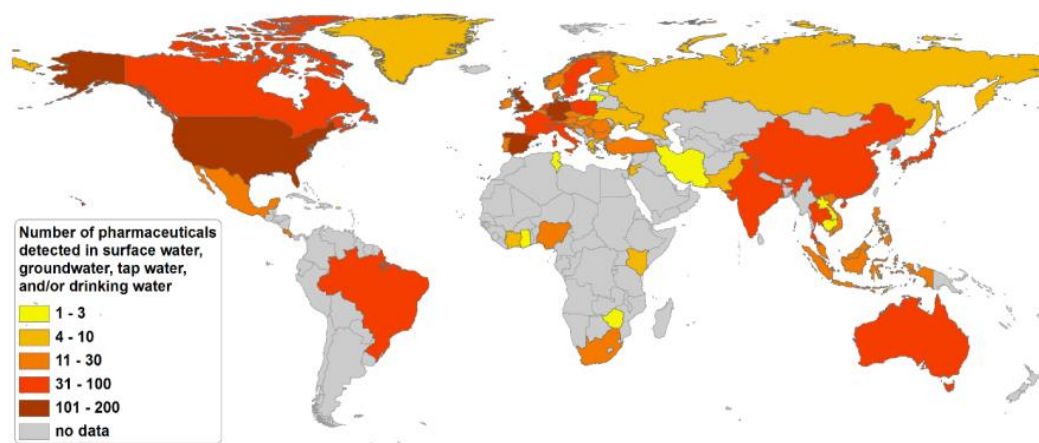 Number of pharmaceuticals
detected in surface water,
groundwater, tap water,
and/or drinking water
1 - 3
4 - 10
11 - 30
31 - 100
101 - 200
no data